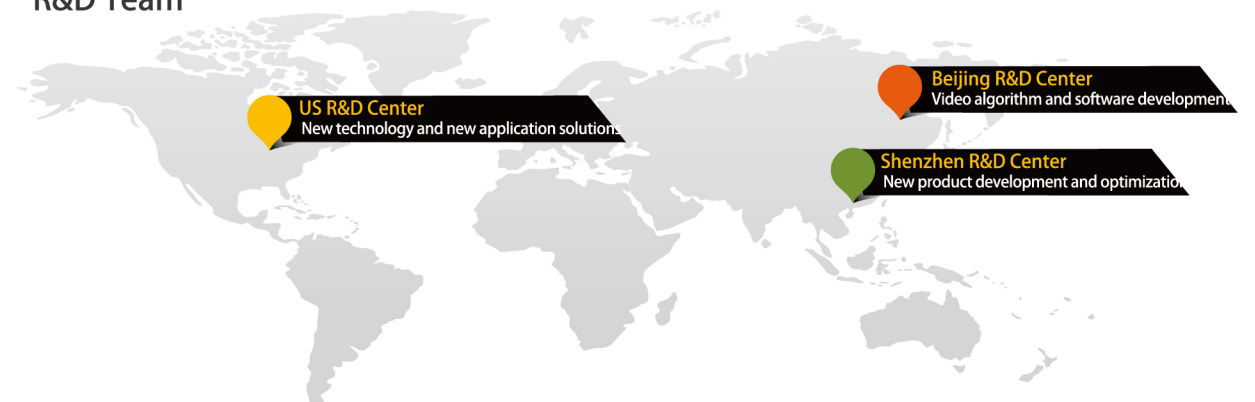 R&D Team
US R&D Center
New technology and new application solutions
Beijing R&D Center
Video algorithm and software development
Shenzhen R&D Center
New product development and optimization